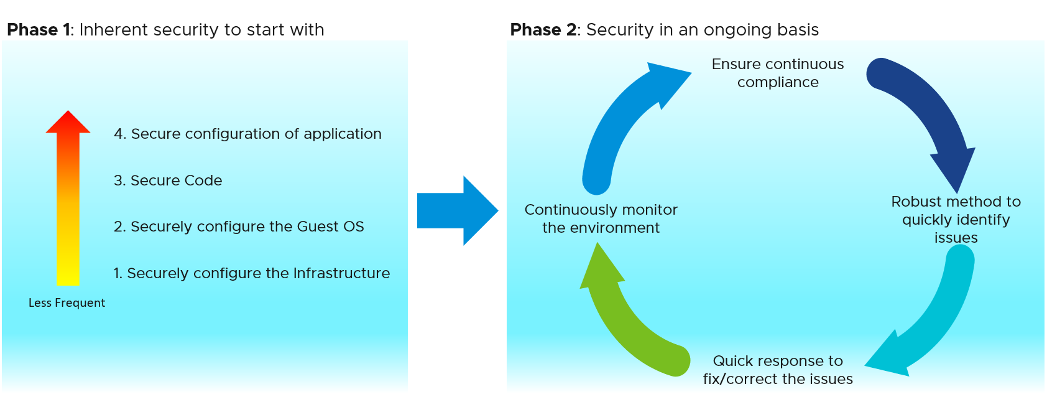 Phase 1: Inherent security to start with
4. Secure configuration of application
3. Secure Code
2. Securely configure the Guest OS
1. Securely configure the Infrastructure
Less Frequent
Phase 2: Security in an ongoing basis
Ensure continuous
compliance
Robust method to
quickly identify
issues
Quick response to
fix/correct the issues
Continuously monitor
the environment